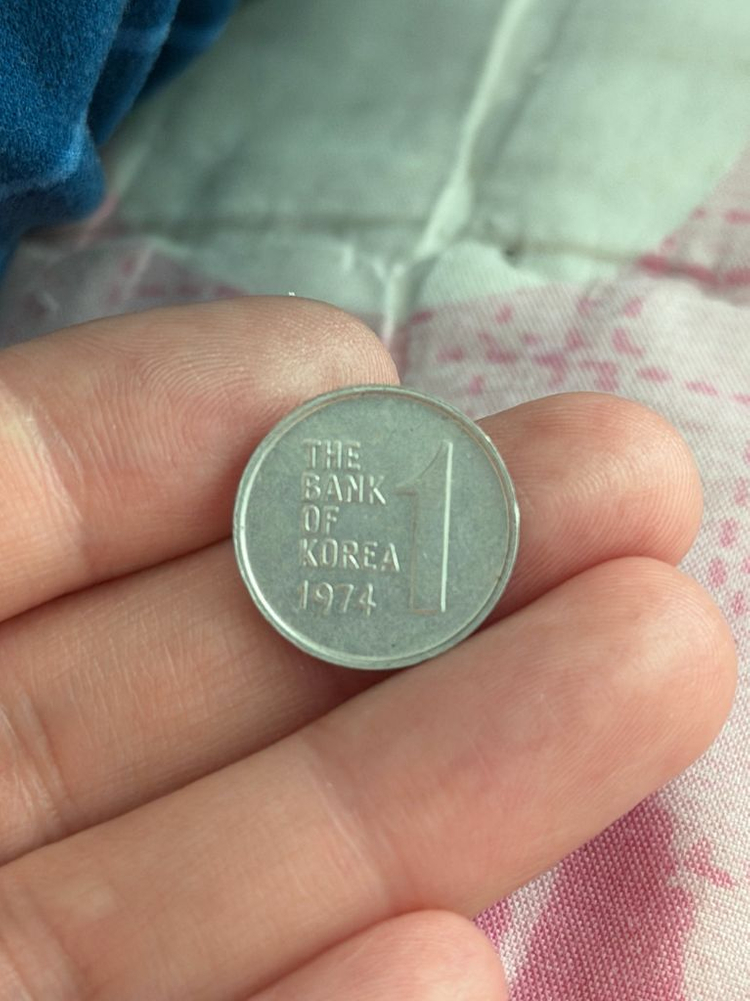 THE
BANK
OF
KOREA
1974
1